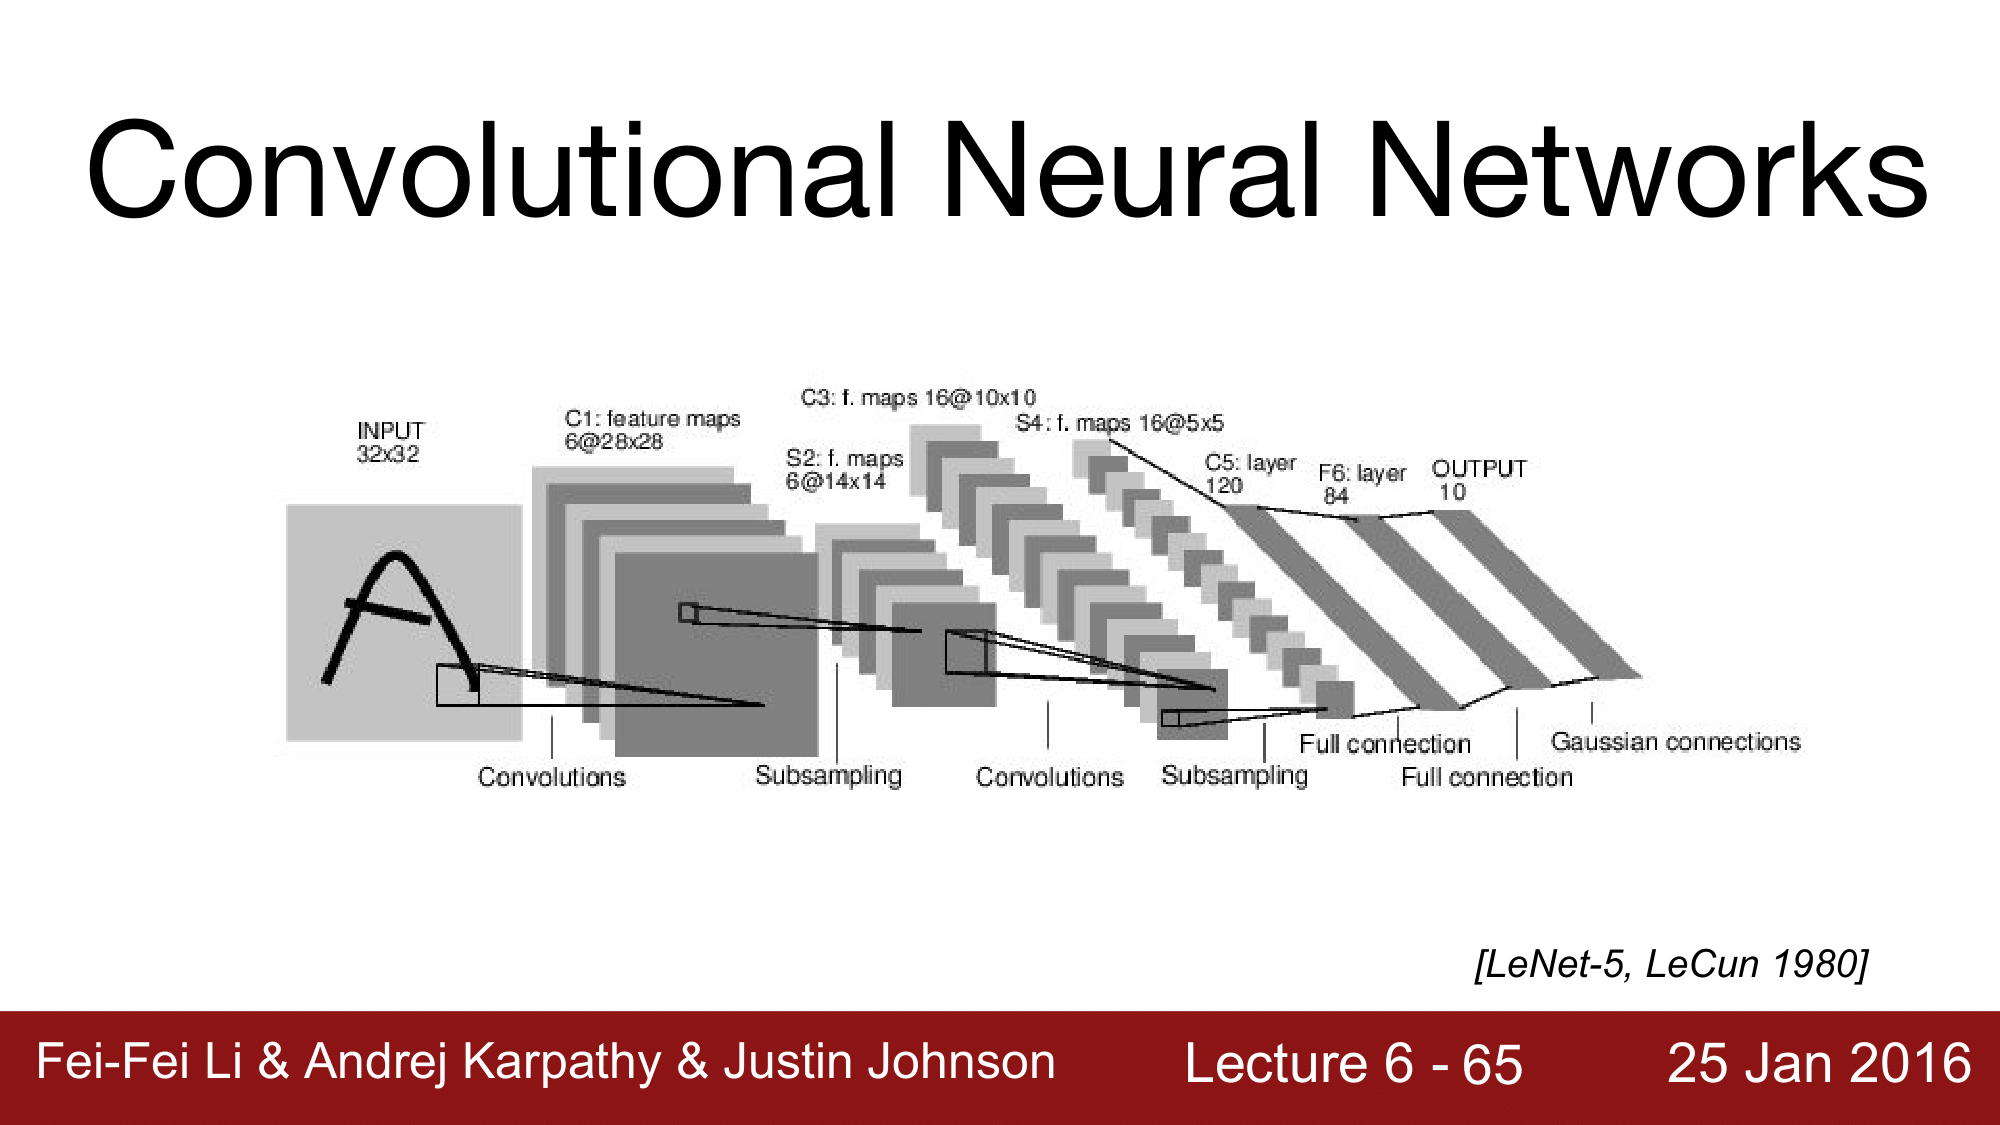 Convolutional Neural Networks
INPUT
32x32
C1: feature maps
6@28x28
S2: f. maps
6@14x14
C3: f. maps 16@10x10
S4: f. maps 16@5x5
C5: layer
120
F6: layer
84
OUTPUT
10
A
Convolutions
Subsampling
Convolutions
Subsampling
Full connection
Full connection
Gaussian connections
[LeNet-5, LeCun 1980]
Fei-Fei Li & Andrej Karpathy & Justin Johnson
Lecture 6 - 65
25 Jan 2016